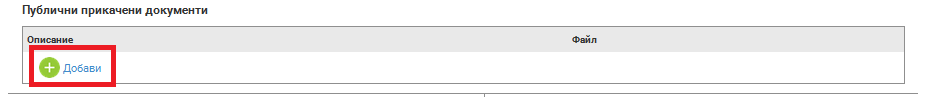 Публични прикачени документи
Описание Файл
Добави